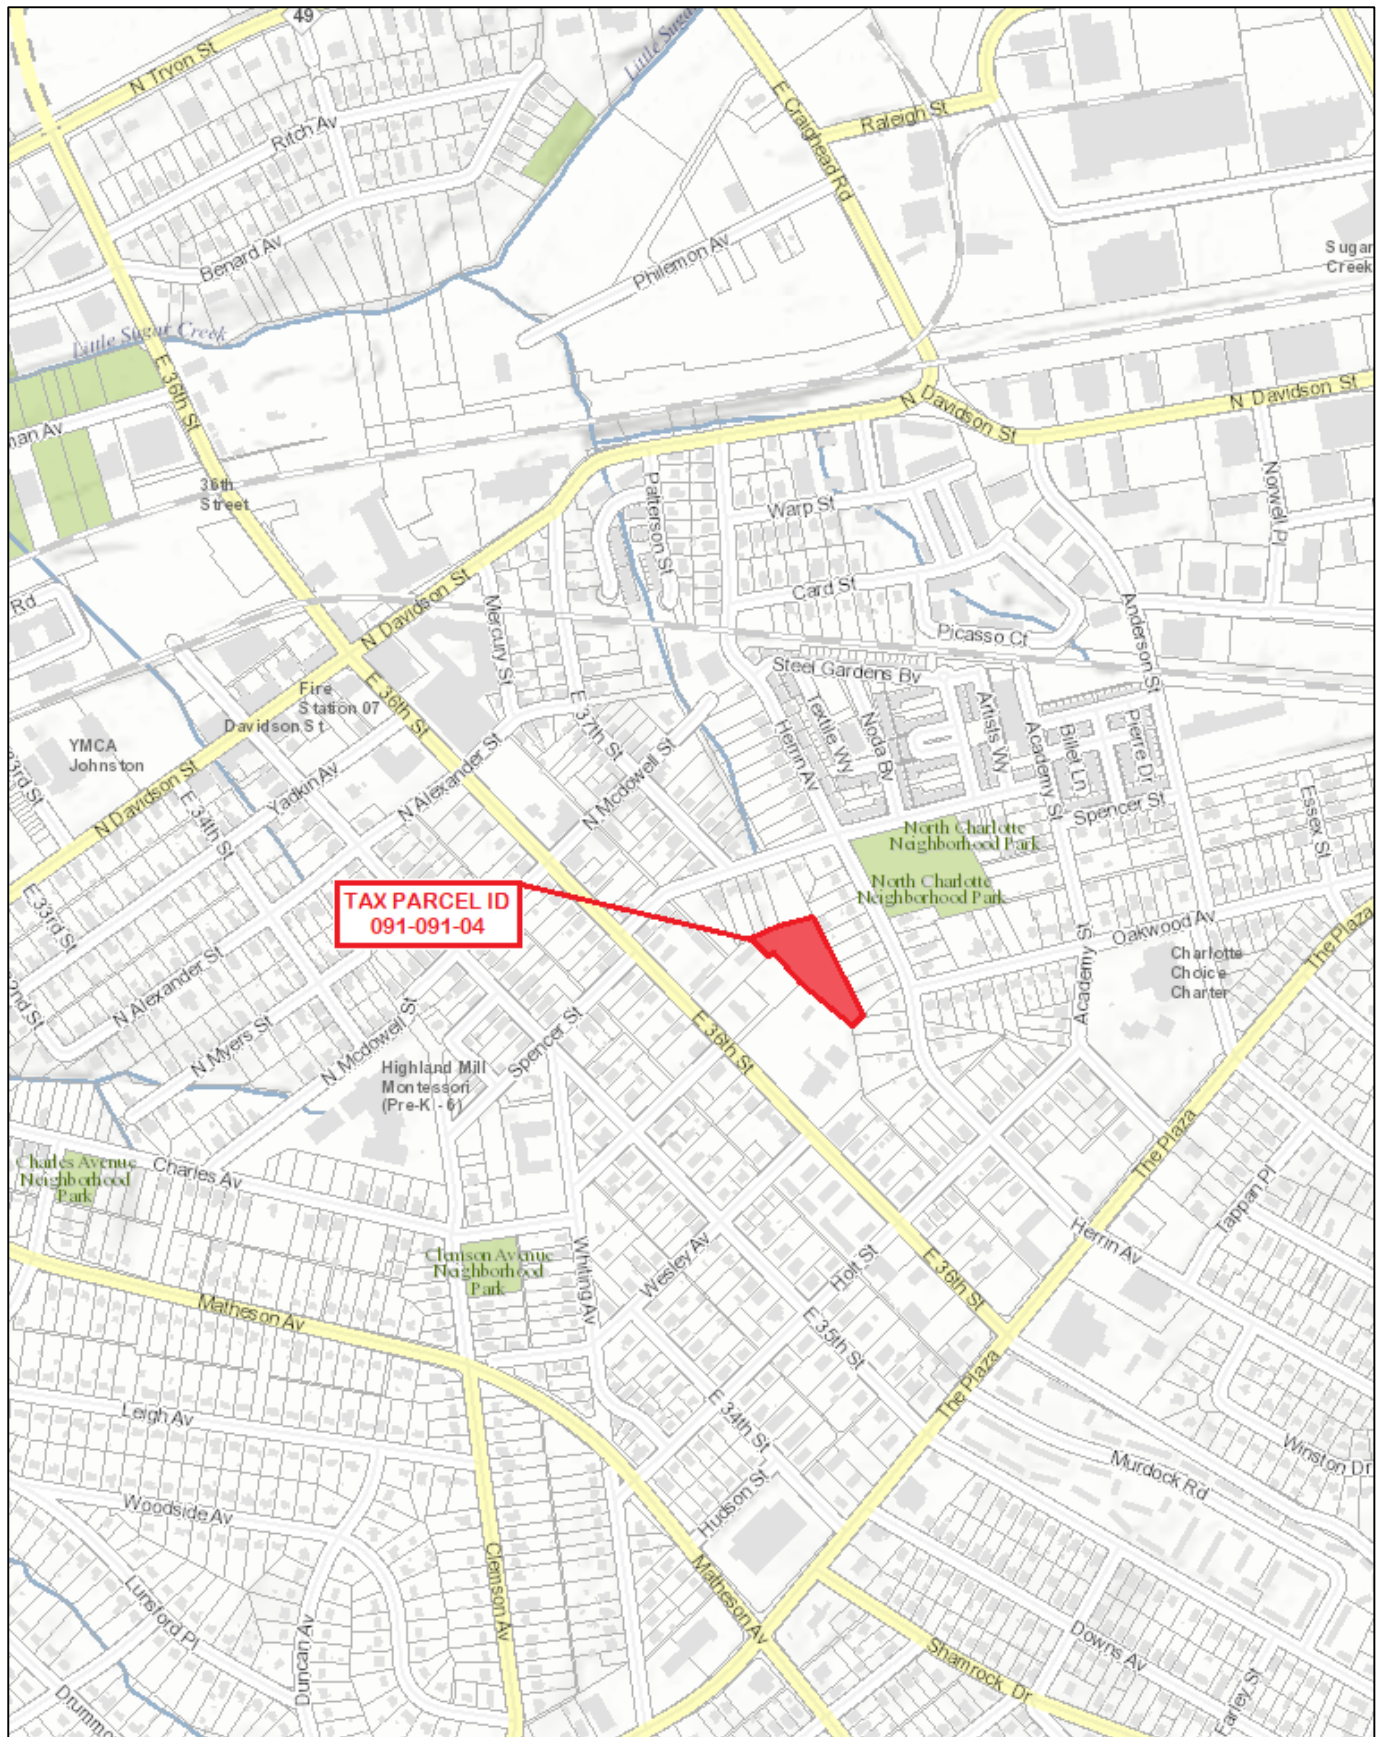 49
N Tryon St
Little Sugar
Ritch Av
E Craighead Rd
Raleigh St
Benard Av
Philemon Av
Sugar
Creek
Little Sugar Creek
E 36th St
N Davidson St
N Davidson St
man Av
36th
Street
Patterson St
Warp St
Norwell Pl
Rd
N Davidson St
Mercury St
Card St
Anderson St
Picasso Ct
Steel Gardens Bv
Fire
Station 07
Davidson St
E 36th St
E 37th St
Herrin Av
Textile Wy
Noda Bv
Artists Wy
Academy St
Billet Ln
Pierre Dr
YMCA
Johnston
33rd St
N Davidson St
E 34th St
Yadkin Av
N Alexander St
N Mcdowell St
Spencer St
Essex St
North Charlotte
Neighborhood Park
North Charlotte
Neighborhood Park
TAX PARCEL ID
091-091-04
E 33rd St
Oakwood Av
The Plaza
Charlotte
Choice
Charter
Academy St
2nd St
N Alexander St
N Myers St
N Mcdowell St
Spencer St
E 36th St
Highland Mill
Montessori
(Pre-K - 6)
The Plaza
Charles Avenue
Neighborhood
Park
Charles Av
Tappan Pl
Herrin Av
Clemson Avenue
Neighborhood
Park
Whiting Av
Wesley Av
Holt St
E 36th St
Matheson Av
E 35th St
The Plaza
Leigh Av
E 34th St
Winston Dr
Murdock Rd
Woodside Av
Hudson St
Clemson Av
Matheson Av
Lunsford Pl
Duncan Av
Shamrock Dr
Downs Av
Farley St
Drummo